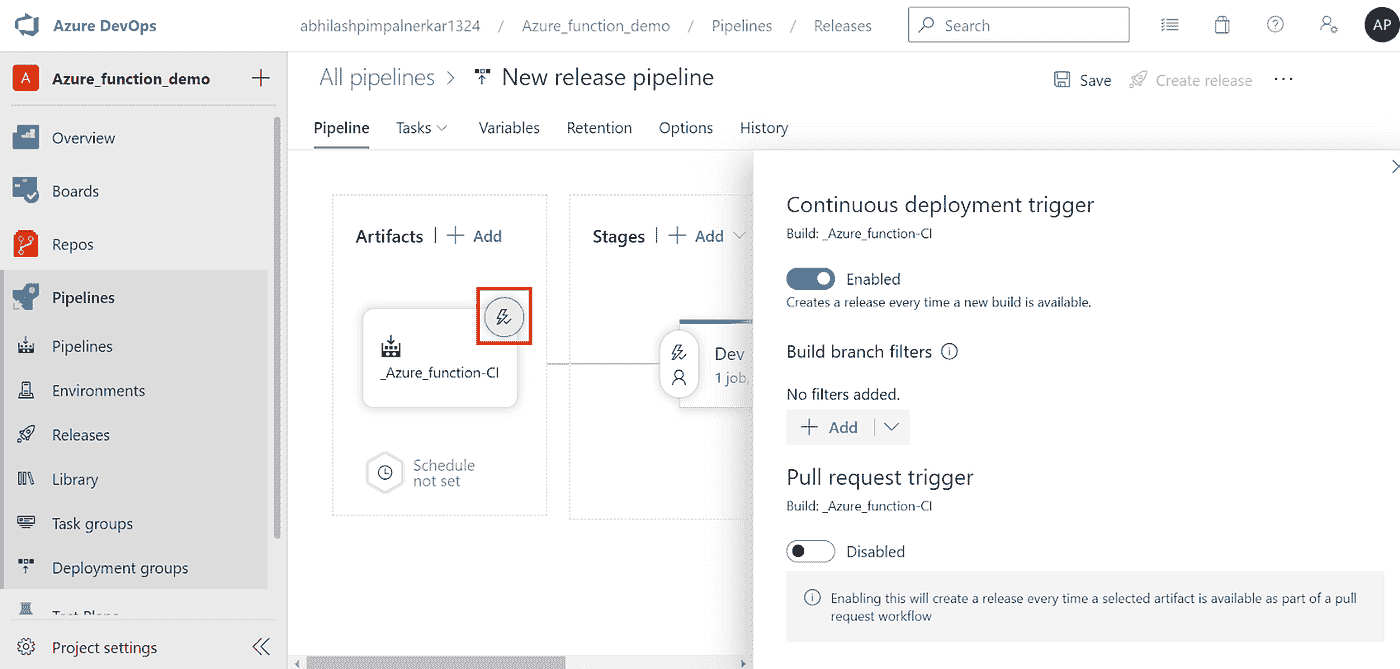 Azure DevOps
abhilashpimpalnerkar1324 / Azure_function_demo / Pipelines / Releases
Search
AP
A
Azure_function_demo
Overview
Boards
Repos
Pipelines
Pipelines
Environments
Releases
Library
Task groups
Deployment groups
Project settings
All pipelines > New release pipeline
Save
Create release
Pipeline
Tasks
Variables
Retention
Options
History
Artifacts | + Add
_Azure_function-CI
Schedule
not set
Stages | + Add
Dev
1 job,
Continuous deployment trigger
Build: _Azure_function-CI
Enabled
Creates a release every time a new build is available.
Build branch filters
No filters added.
+ Add
Pull request trigger
Build: _Azure_function-CI
Disabled
Enabling this will create a release every time a selected artifact is available as part of a pull
request workflow